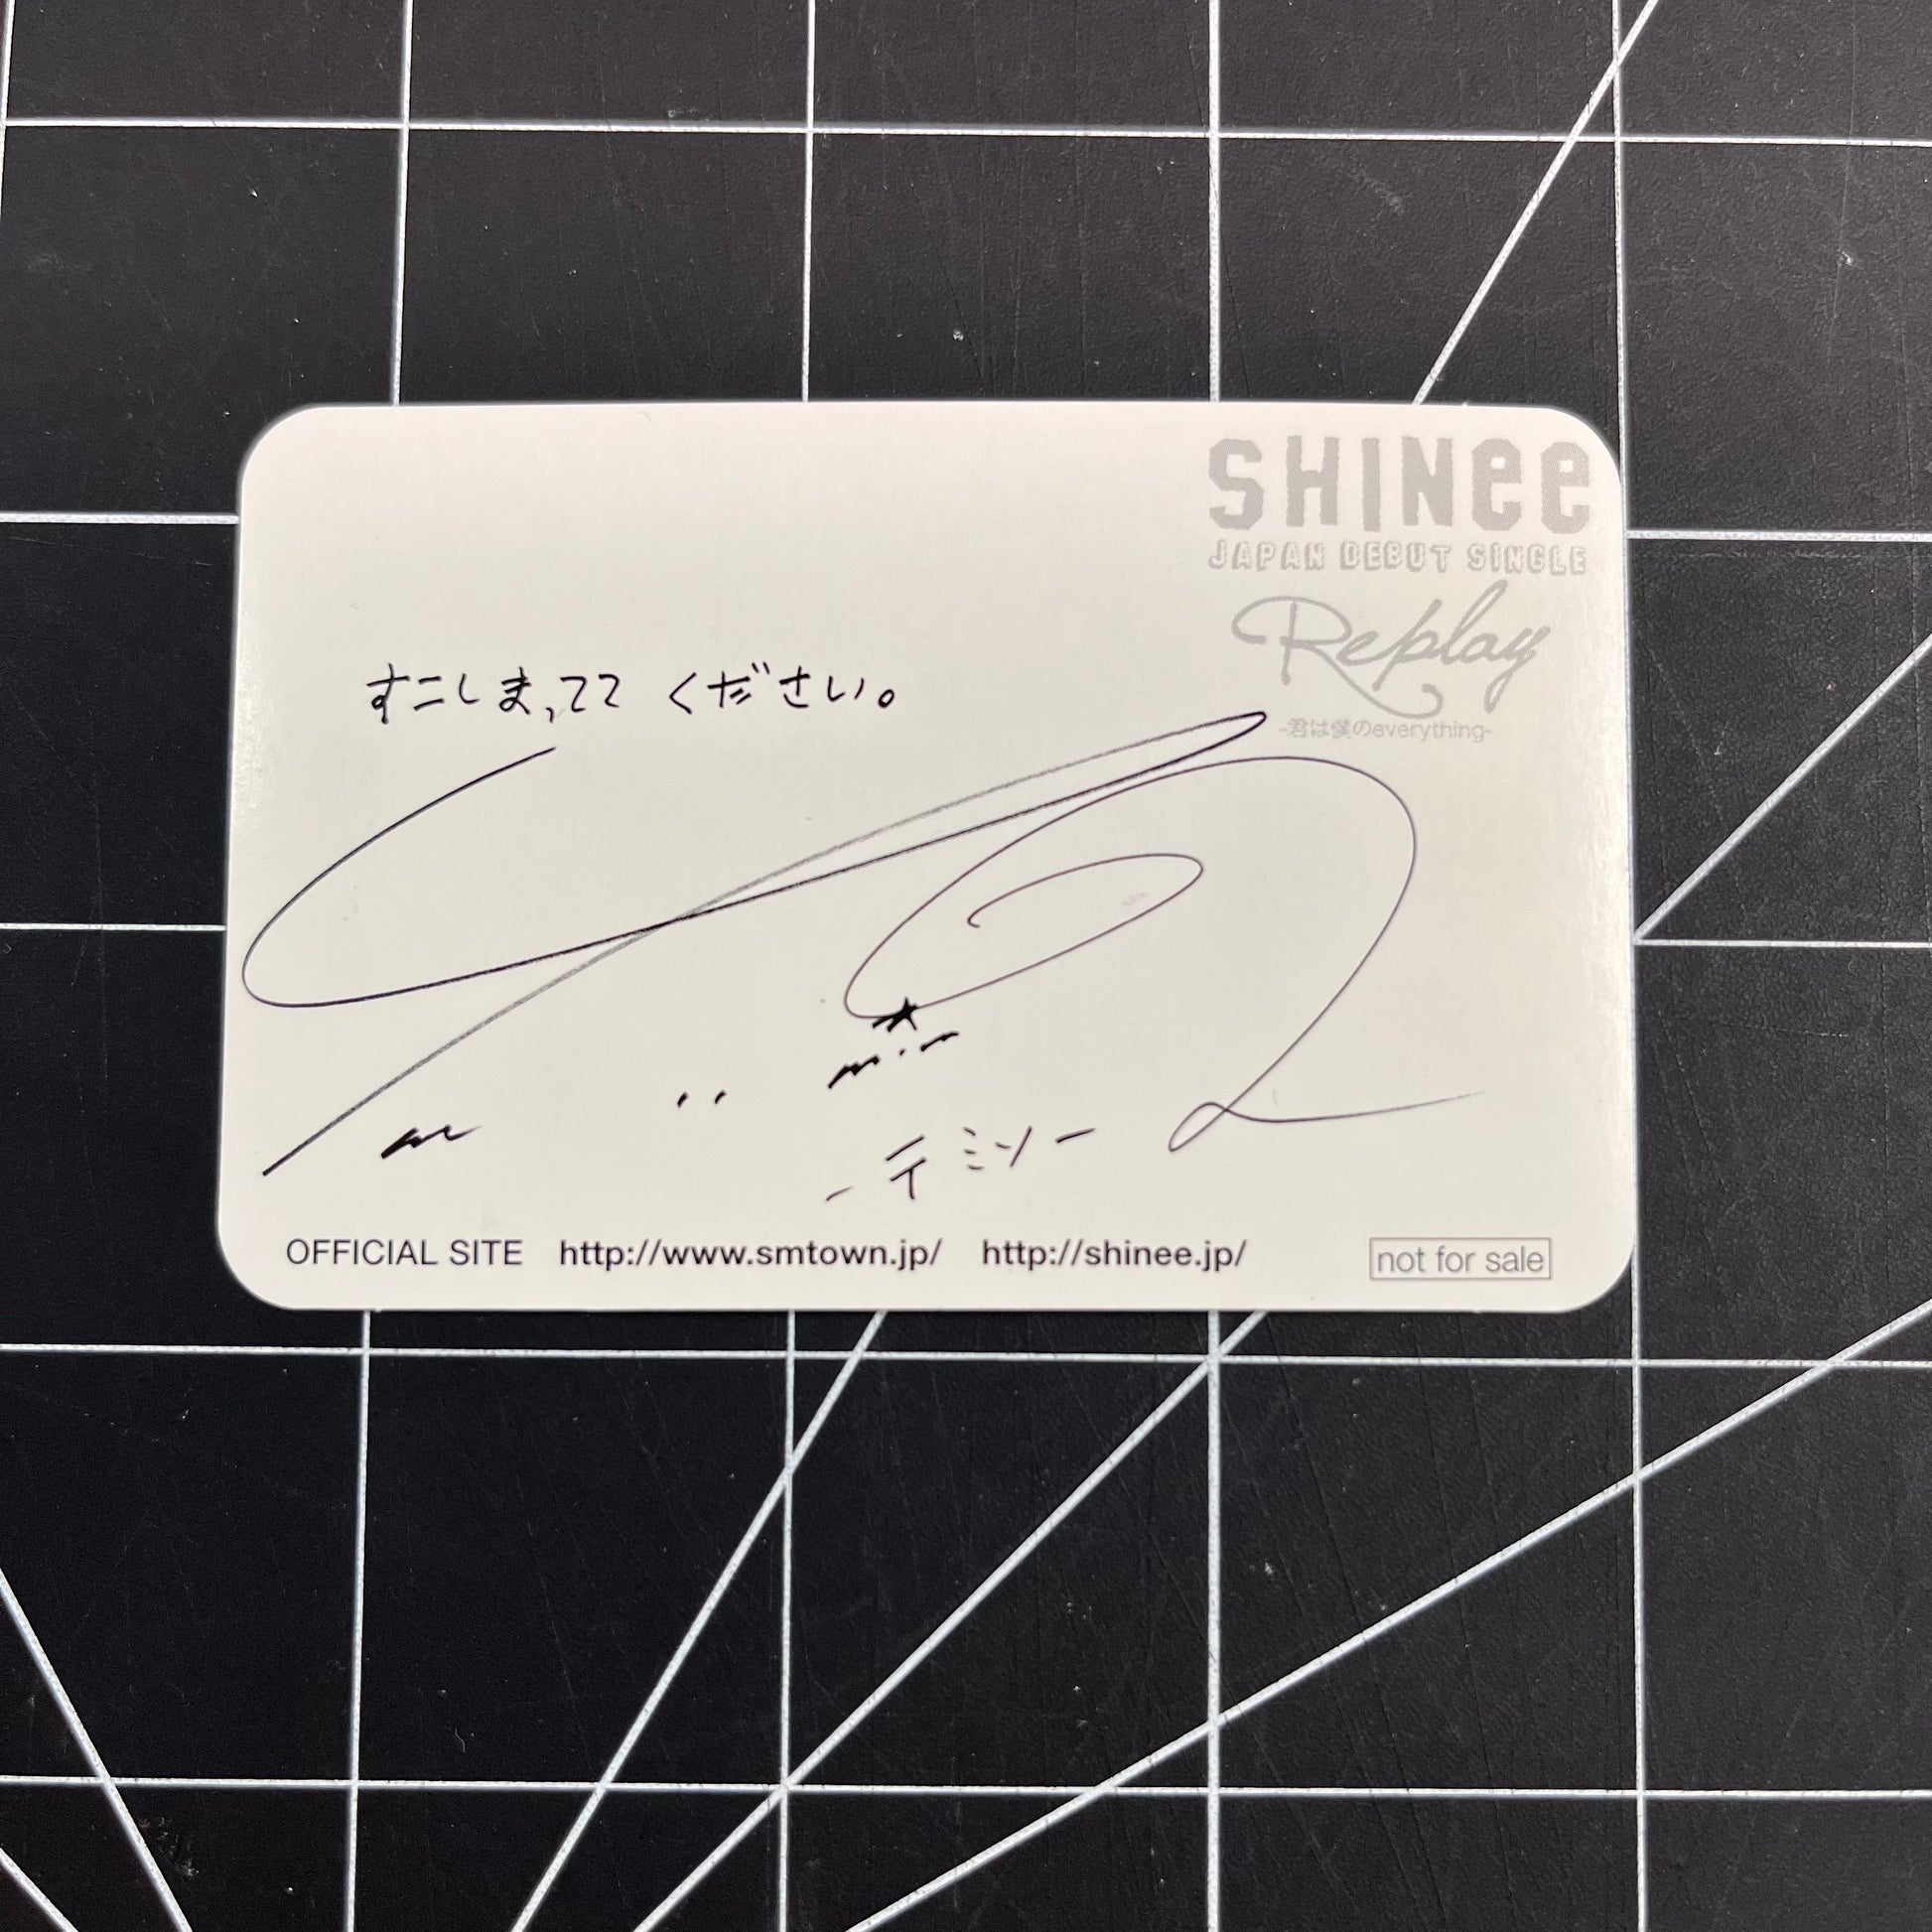 SHINee
JAPAN DEBUT SINGLE
Replay
-君は僕のeverything-
すこしまってて ください。
-テミンー
OFFICIAL SITE http://www.smtown.jp/ http://shinee.jp/
not for sale